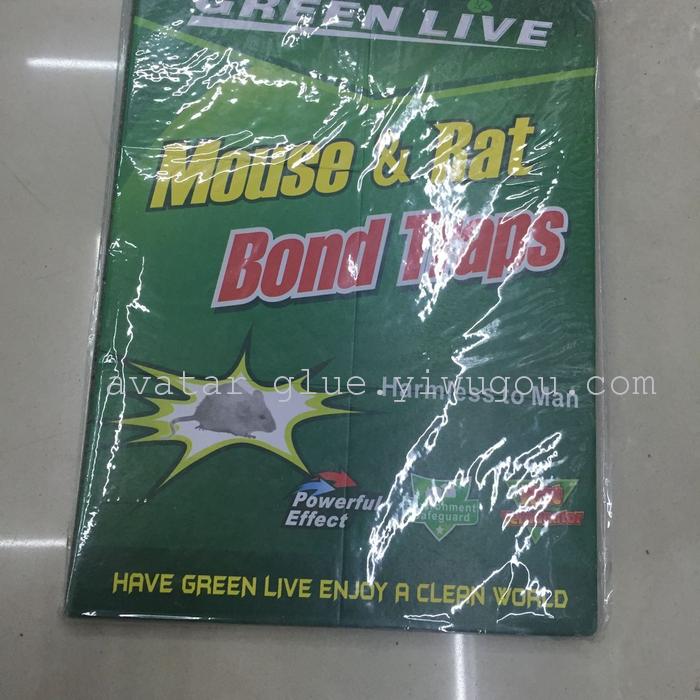 GREEN LIVE
Mouse & Rat
Bond Traps
avatar.glue.yiwugou.com
Harmless to Man
Powerful
Effect
Safeguard
HAVE GREEN LIVE ENJOY A CLEAN WORLD